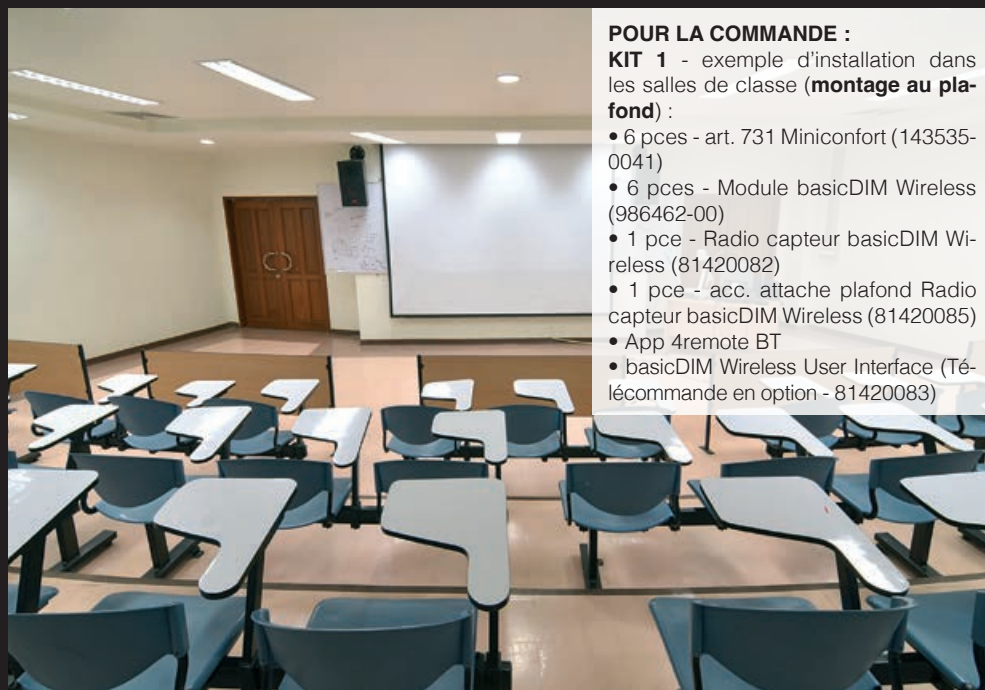 POUR LA COMMANDE :
KIT 1 - exemple d'installation dans
les salles de classe (montage au pla-
fond) :
• 6 pces - art. 731 Miniconfort (143535-
0041)
• 6 pces - Module basicDIM Wireless
(986462-00)
• 1 pce - Radio capteur basicDIM Wi-
reless (81420082)
• 1 pce - acc. attache plafond Radio
capteur basicDIM Wireless (81420085)
• App 4remote BT
• basicDIM Wireless User Interface (Té-
lécommande en option - 81420083)